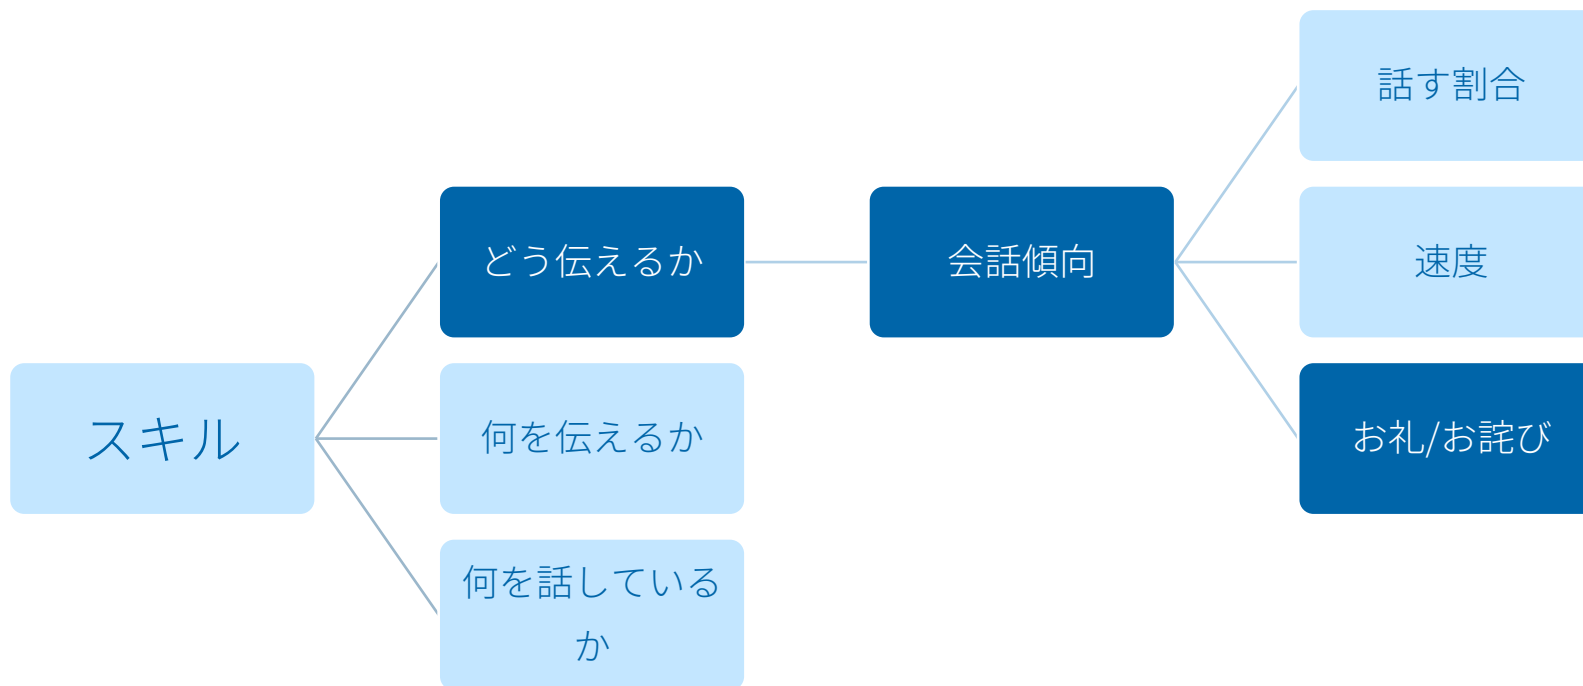 スキル
どう伝えるか
何を伝えるか
何を話している
か
会話傾向
話す割合
速度
お礼/お詫び